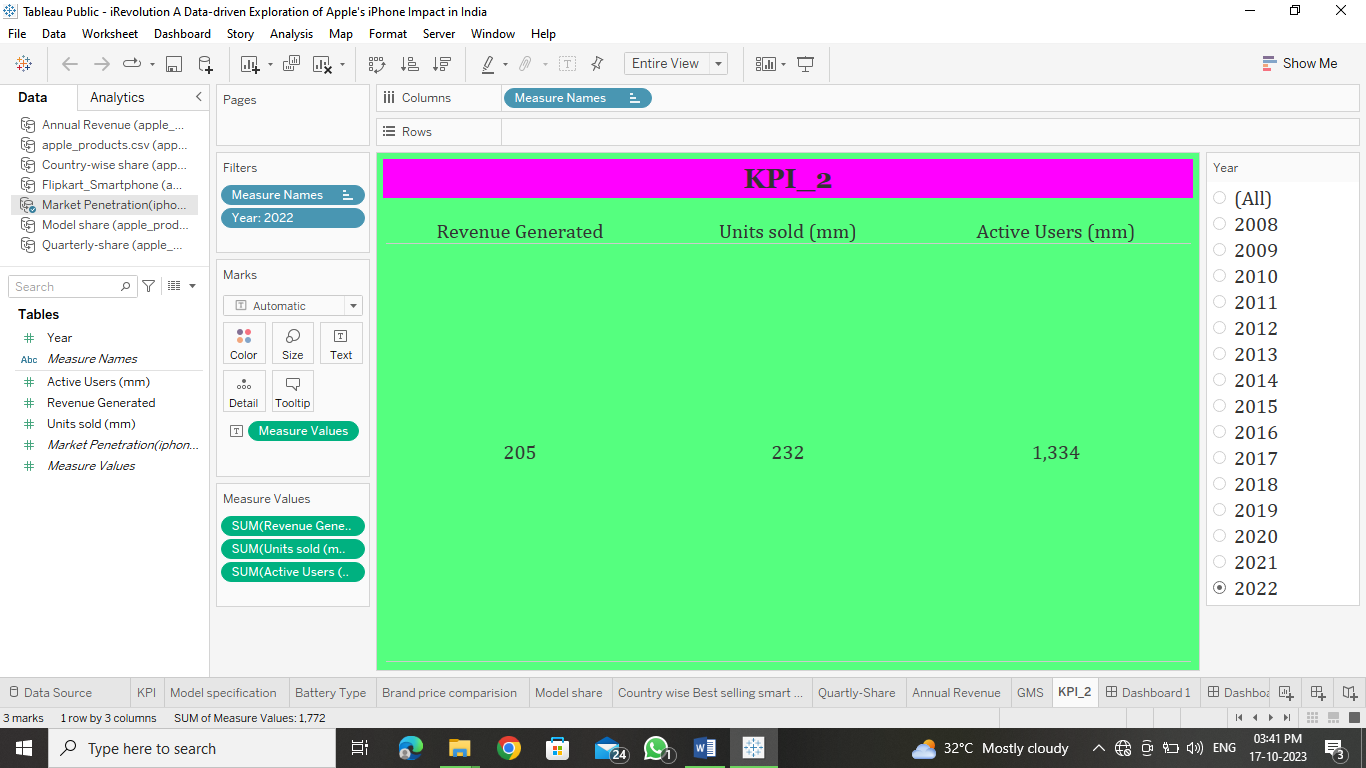 Tableau Public - iRevolution A Data-driven Exploration of Apple's iPhone Impact in India
File Data Worksheet Dashboard Story Analysis Map Format Server Window Help
Entire View
Show Me
Data Analytics
Annual Revenue (apple_...
apple_products.csv (app...
Country-wise share (app...
Flipkart_Smartphone (a...
Market Penetration(ipho...
Model share (apple_prod...
Quarterly-share (apple_...
Search
Tables
Year
Abc Measure Names
Active Users (mm)
Revenue Generated
Units sold (mm)
Market Penetration(iphon...
Measure Values
Pages
Filters
Measure Names
Year: 2022
Marks
Automatic
Color Size Text
Detail Tooltip
Measure Values
Measure Values
SUM(Revenue Gene..
SUM(Units sold (m..
SUM(Active Users (..
Columns Measure Names
Rows
KPI_2
Revenue Generated Units sold (mm) Active Users (mm)
205 232 1,334
Year
(All)
2008
2009
2010
2011
2012
2013
2014
2015
2016
2017
2018
2019
2020
2021
2022
Data Source KPI Model specification Battery Type Brand price comparision Model share Country wise Best selling smart ... Quartly-Share Annual Revenue GMS KPI_2 Dashboard 1 Dashboa
3 marks 1 row by 3 columns SUM of Measure Values: 1,772
Type here to search
24
1
32°C Mostly cloudy
ENG
03:41 PM
17-10-2023
3